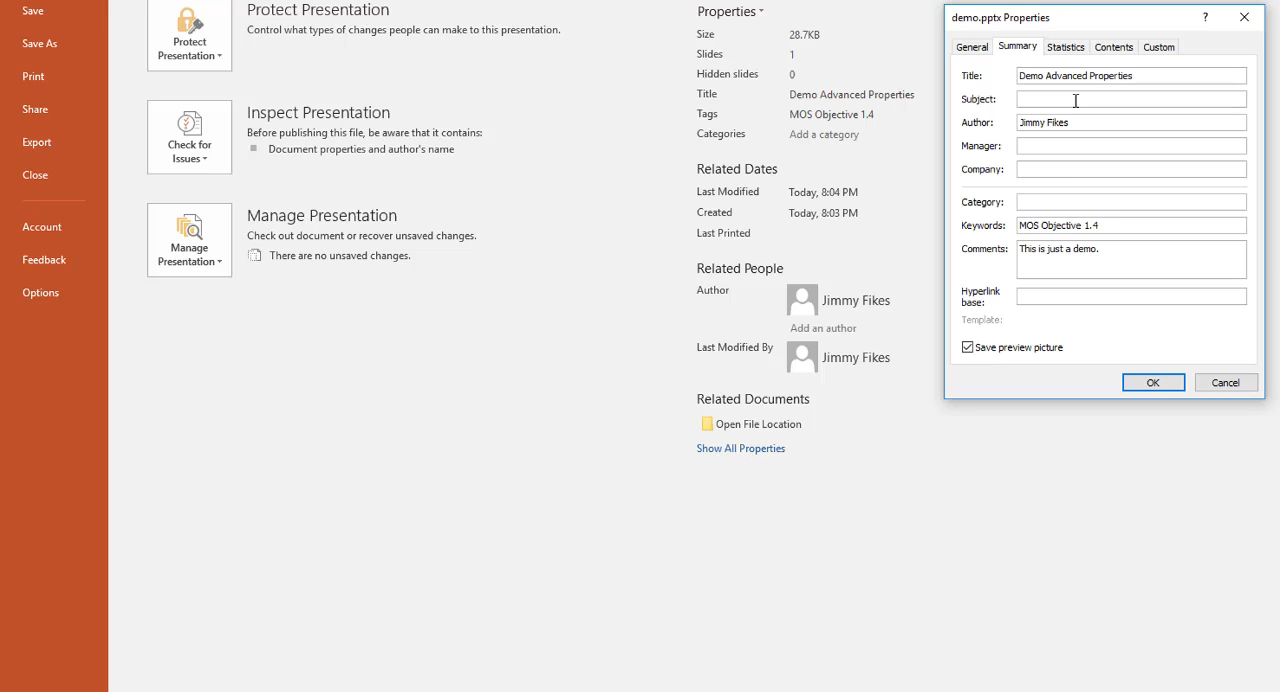 Save
Save As
Print
Share
Export
Close
Account
Feedback
Options
Protect Presentation
Protect Presentation
Control what types of changes people can make to this presentation.
Check for Issues
Inspect Presentation
Before publishing this file, be aware that it contains:
Document properties and author's name
Manage Presentation
Manage Presentation
Check out document or recover unsaved changes.
There are no unsaved changes.
Properties
Size 28.7KB
Slides 1
Hidden slides 0
Title Demo Advanced Properties
Tags MOS Objective 1.4
Categories Add a category
Related Dates
Last Modified Today, 8:04 PM
Created Today, 8:03 PM
Last Printed
Related People
Author Jimmy Fikes
Add an author
Last Modified By Jimmy Fikes
Related Documents
Open File Location
Show All Properties
demo.pptx Properties ?
General Summary Statistics Contents Custom
Title: Demo Advanced Properties
Subject:
Author: Jimmy Fikes
Manager:
Company:
Category:
Keywords: MOS Objective 1.4
Comments: This is just a demo.
Hyperlink
base:
Template:
Save preview picture
OK Cancel